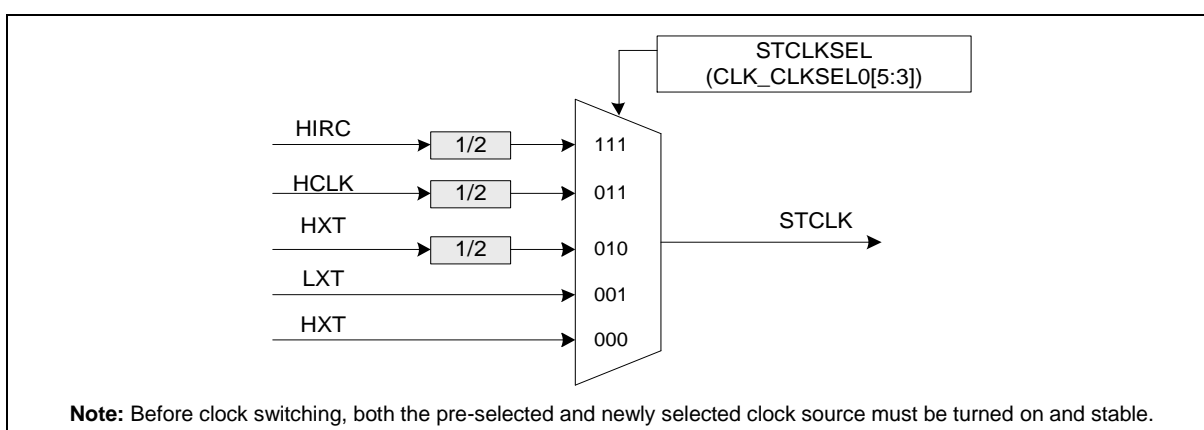 STCLKSEL
(CLK_CLKSEL0[5:3])
HIRC
1/2
111
HCLK
1/2
011
HXT
1/2
010
STCLK
LXT
001
HXT
000
Note: Before clock switching, both the pre-selected and newly selected clock source must be turned on and stable.